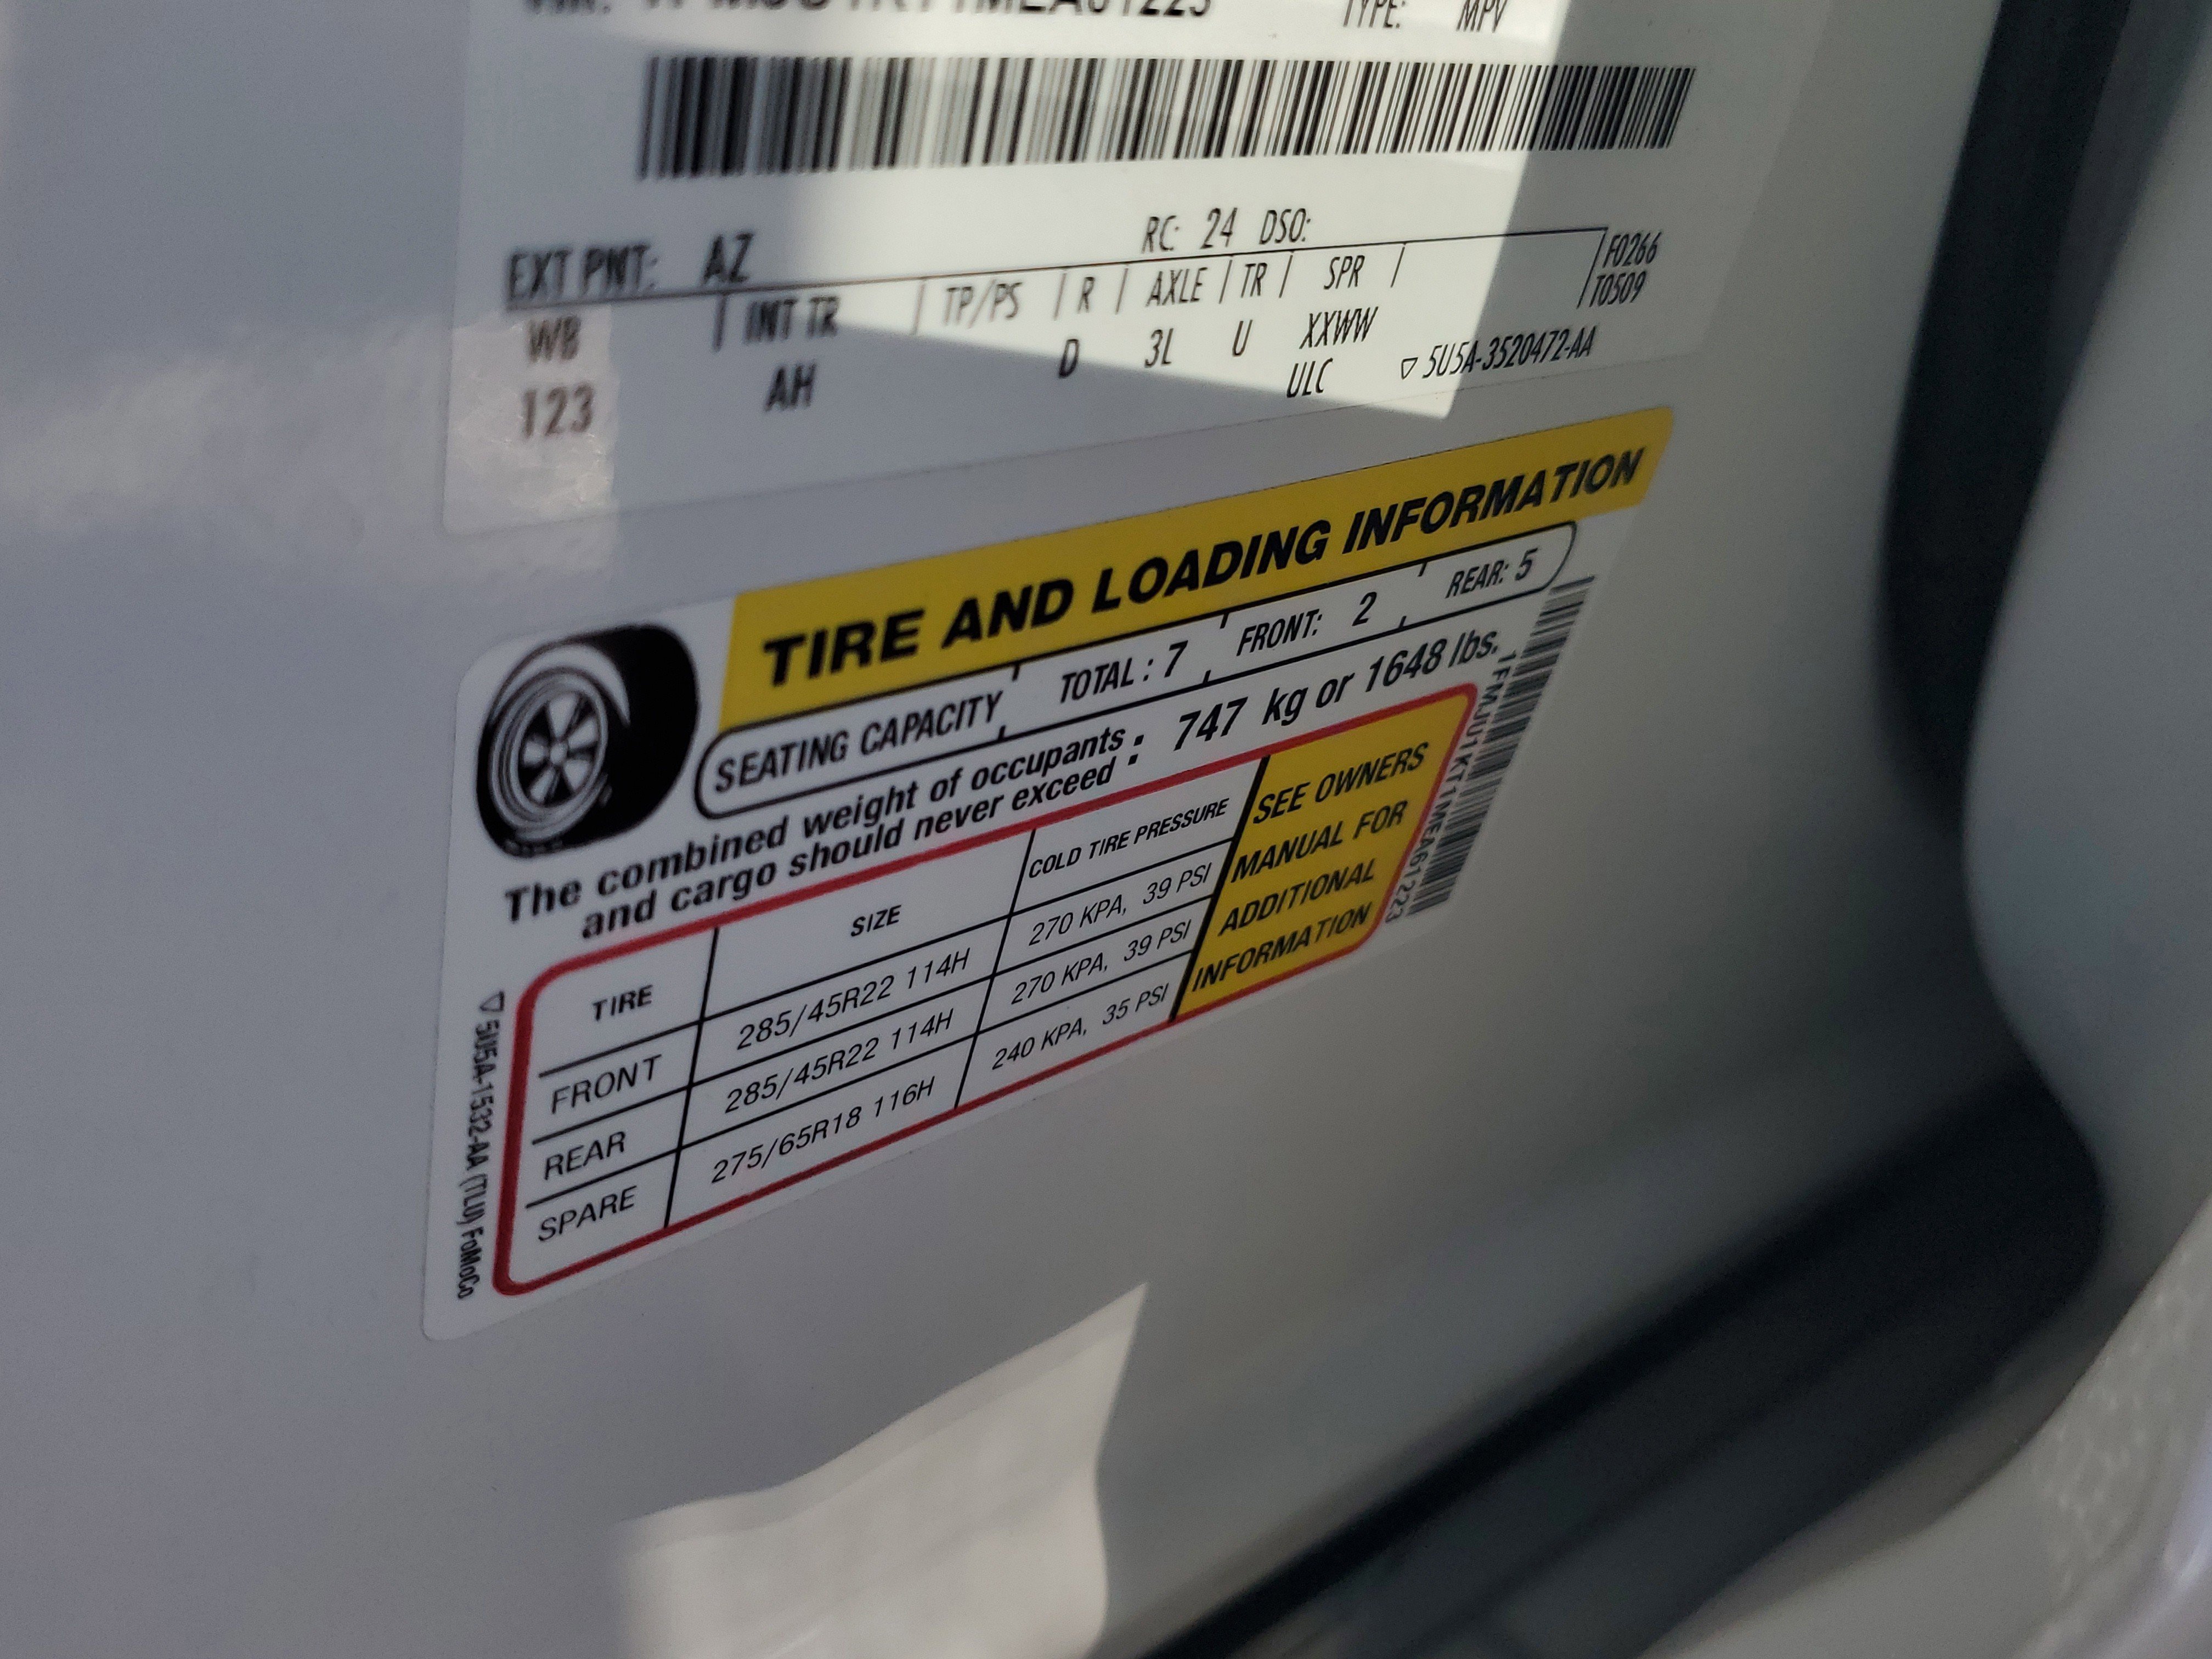 TYPE: MPV
EXT PNT: AZ RC: 24 DSO:
WB INT TR TP/PS R AXLE TR SPR F0266
123 AH D 3L U XXWW T0509
ULC 5U5A-3520472-AA
TIRE AND LOADING INFORMATION
SEATING CAPACITY TOTAL : 7 FRONT: 2 REAR: 5
The combined weight of occupants
and cargo should never exceed : 747 kg or 1648 lbs.
TIRE SIZE COLD TIRE PRESSURE
FRONT 285/45R22 114H 270 KPA, 39 PSI
REAR 285/45R22 114H 270 KPA, 39 PSI
SPARE 275/65R18 116H 240 KPA, 35 PSI
SEE OWNERS
MANUAL FOR
ADDITIONAL
INFORMATION
1FMJU1KT1MEA61223
5U5A-1532-AA (TLU) FoMoCo